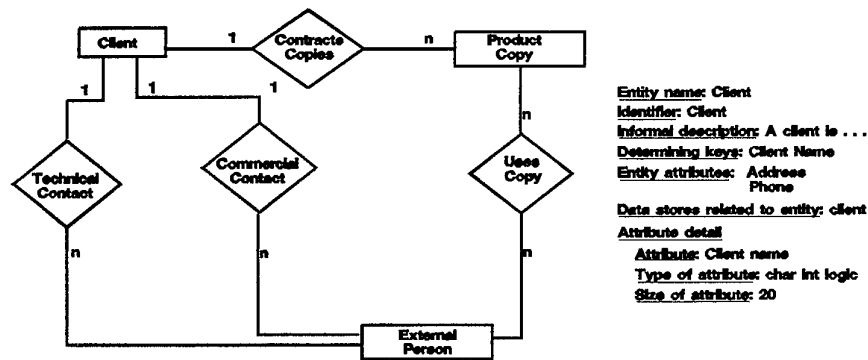 Client
1
Contracts
Copies
n
Product
Copy
1
1
1
n
Technical
Contact
Commercial
Contact
Uses
Copy
n
n
n
External
Person
Entity name: Client
Identifier: Client
Informal description: A client is . . .
Determining keys: Client Name
Entity attributes: Address
Phone
Data stores related to entity: client
Attribute detail
Attribute: Client name
Type of attribute: char int logic
Size of attribute: 20